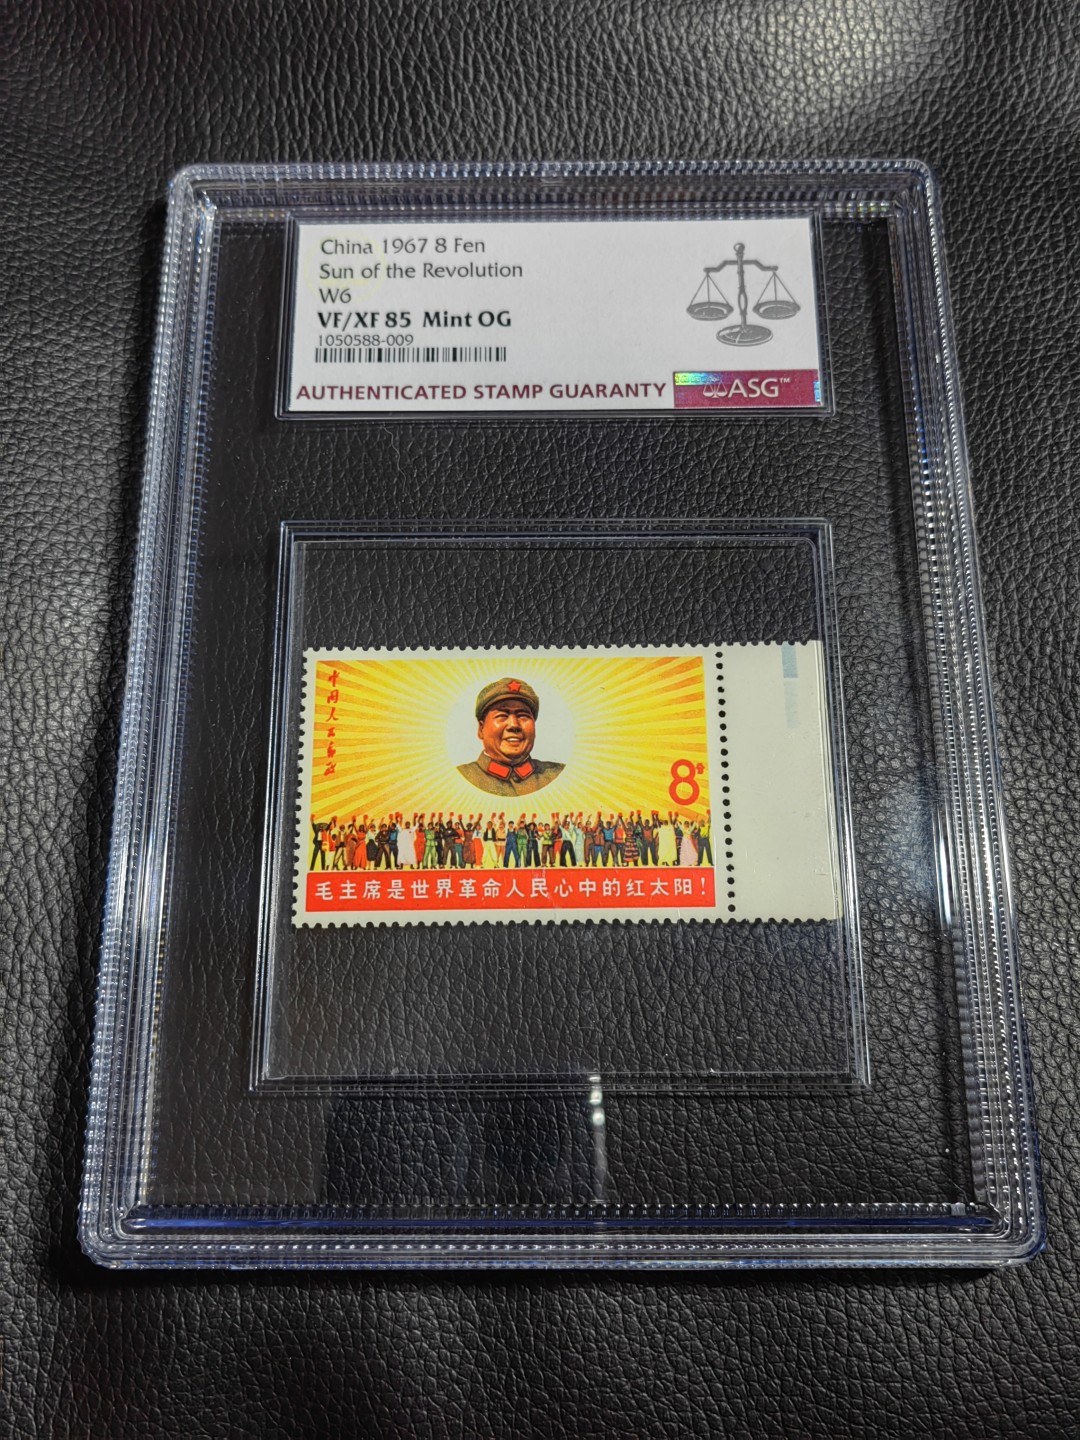 China 1967 8 Fen
Sun of the Revolution
W6
VF/XF 85 Mint OG
1050588-009
AUTHENTICATED STAMP GUARANTY
ASG™
中国人民邮政
8分
毛主席是世界革命人民心中的红太阳！